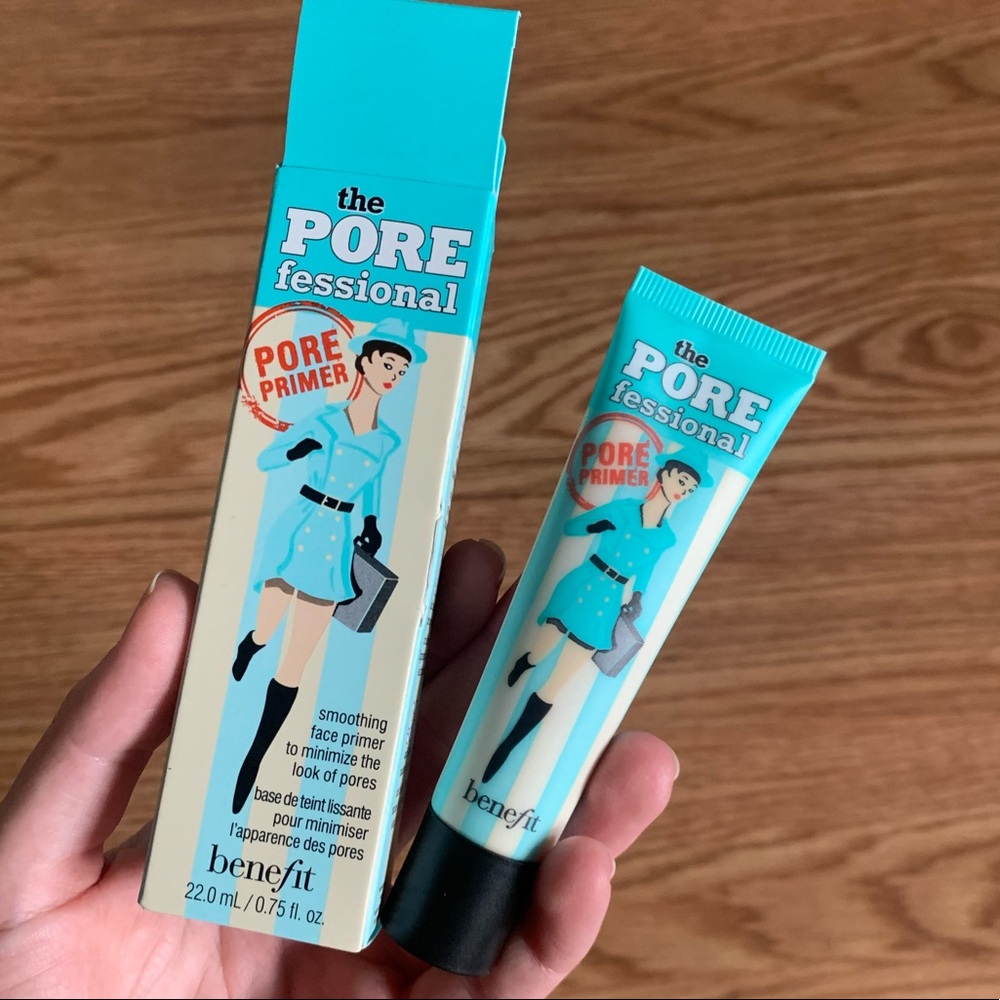 the
PORE
fessional
PORE
PRIMER
smoothing
face primer
to minimize the
look of pores
base de teint lissante
pour minimiser
l'apparence des pores
benefit
22.0 mL / 0.75 fl. oz.
the
PORE
fessional
PORE
PRIMER
benefit